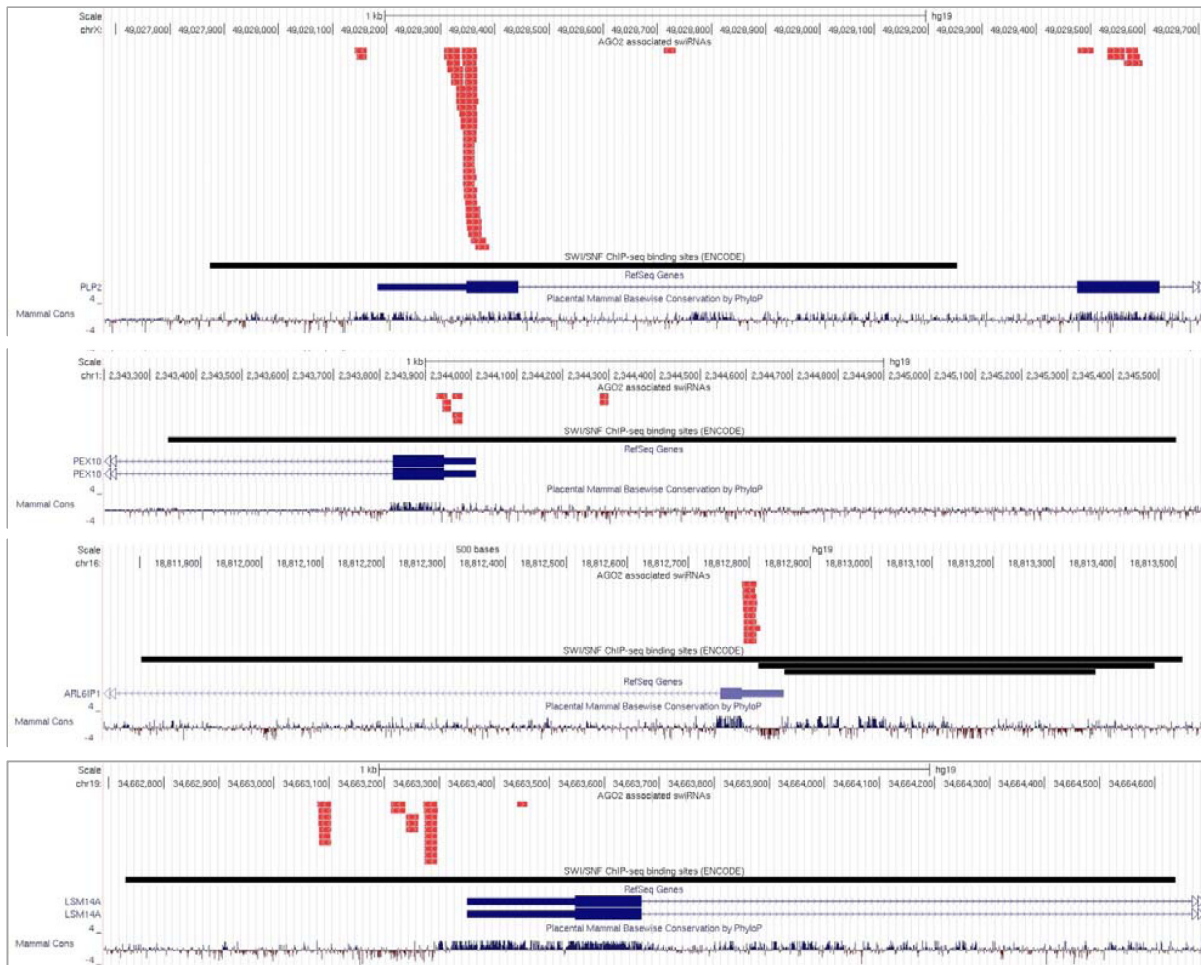 Scale 1 kb hg19
chrX: 49,027,800 49,027,900 49,028,000 49,028,100 49,028,200 49,028,300 49,028,400 49,028,500 49,028,600 49,028,700 49,028,800 49,028,900 49,029,000 49,029,100 49,029,200 49,029,300 49,029,400 49,029,500 49,029,600 49,029,700
AGO2 associated swiRNAs
SWI/SNF ChIP-seq binding sites (ENCODE)
RefSeq Genes
PLP2
Placental Mammal Basewise Conservation by PhyloP
4 _
Mammal Cons
-4
Scale 1 kb hg19
chr1: 2,343,300 2,343,400 2,343,500 2,343,600 2,343,700 2,343,800 2,343,900 2,344,000 2,344,100 2,344,200 2,344,300 2,344,400 2,344,500 2,344,600 2,344,700 2,344,800 2,344,900 2,345,000 2,345,100 2,345,200 2,345,300 2,345,400 2,345,500
AGO2 associated swiRNAs
SWI/SNF ChIP-seq binding sites (ENCODE)
RefSeq Genes
PEX10
PEX10
Placental Mammal Basewise Conservation by PhyloP
4 _
Mammal Cons
-4
Scale 500 bases hg19
chr16: 18,811,900 18,812,000 18,812,100 18,812,200 18,812,300 18,812,400 18,812,500 18,812,600 18,812,700 18,812,800 18,812,900 18,813,000 18,813,100 18,813,200 18,813,300 18,813,400 18,813,500
AGO2 associated swiRNAs
SWI/SNF ChIP-seq binding sites (ENCODE)
RefSeq Genes
ARL6IP1
Placental Mammal Basewise Conservation by PhyloP
4 _
Mammal Cons
-4
Scale 1 kb hg19
chr19: 34,662,800 34,662,900 34,663,000 34,663,100 34,663,200 34,663,300 34,663,400 34,663,500 34,663,600 34,663,700 34,663,800 34,663,900 34,664,000 34,664,100 34,664,200 34,664,300 34,664,400 34,664,500 34,664,600
AGO2 associated swiRNAs
SWI/SNF ChIP-seq binding sites (ENCODE)
RefSeq Genes
LSM14A
LSM14A
Placental Mammal Basewise Conservation by PhyloP
4 _
Mammal Cons
-4 _